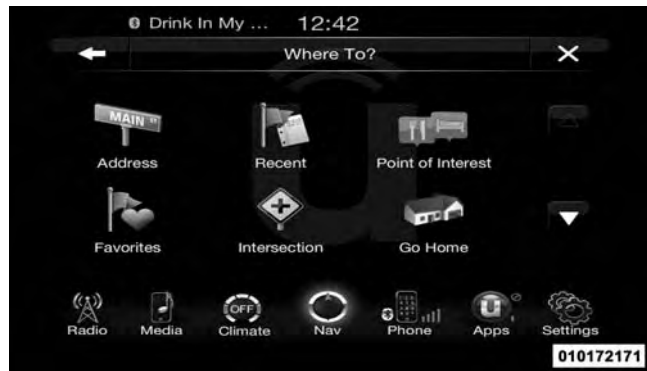 Drink In My ... 12:42
Where To?
MAIN ST
Address Recent Point of Interest
Favorites Intersection Go Home
OFF
Radio Media Climate Nav Phone Apps Settings
010172171